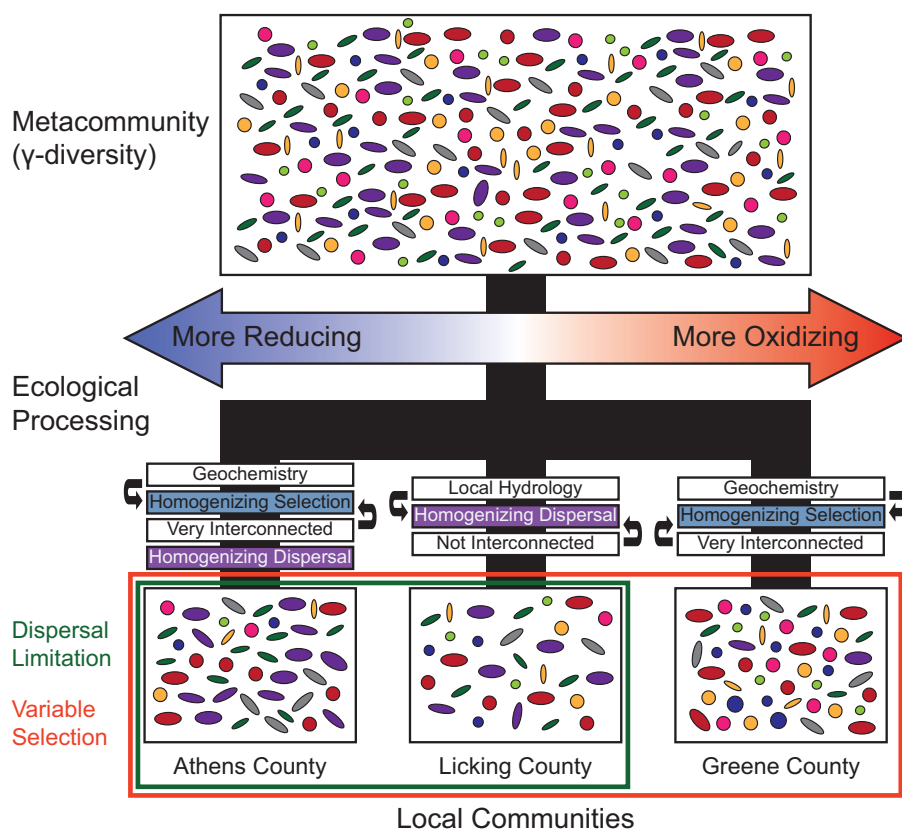 Metacommunity
(γ-diversity)
More Reducing
More Oxidizing
Ecological
Processing
Geochemistry
Homogenizing Selection
Very Interconnected
Homogenizing Dispersal
Local Hydrology
Homogenizing Dispersal
Not Interconnected
Geochemistry
Homogenizing Selection
Very Interconnected
Dispersal
Limitation
Variable
Selection
Athens County
Licking County
Greene County
Local Communities